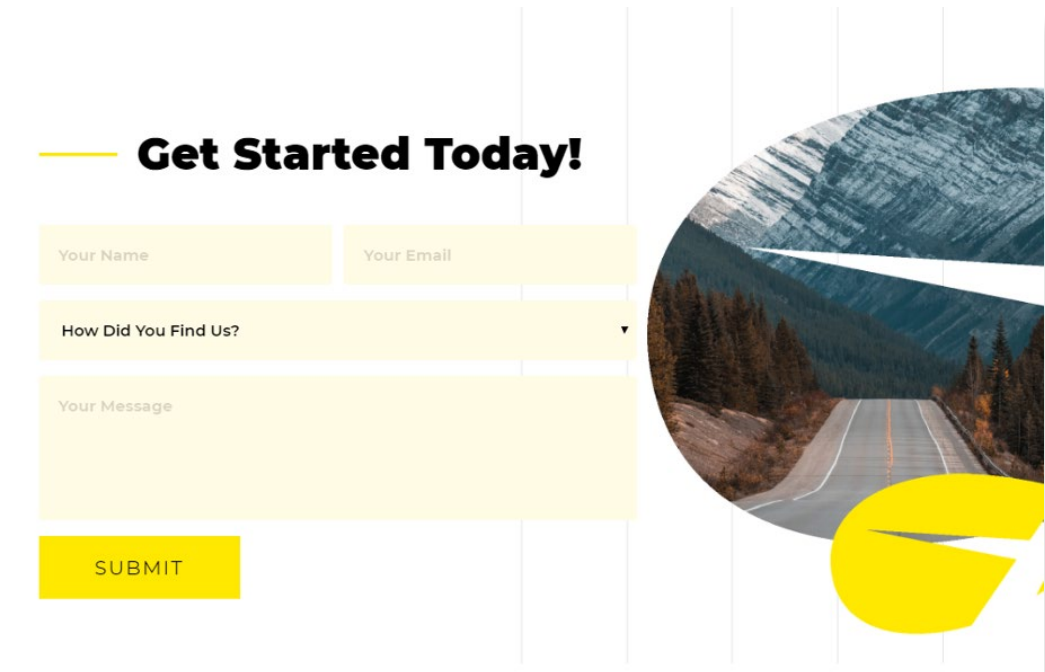 Get Started Today!
Your Name
Your Email
How Did You Find Us?
Your Message
SUBMIT